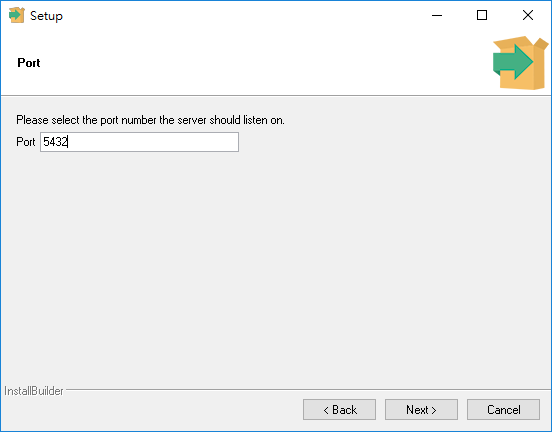 Setup
Port
Please select the port number the server should listen on.
Port 5432
InstallBuilder
< Back Next > Cancel